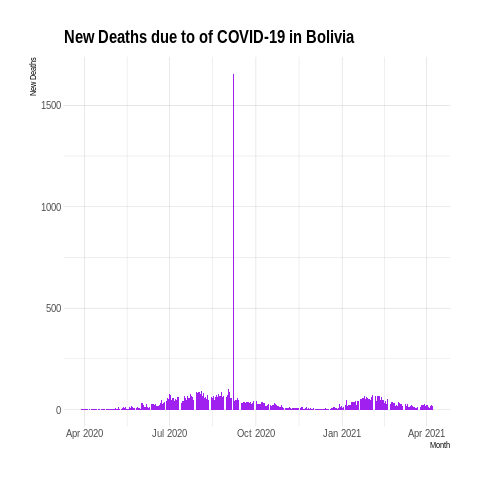 New Deaths due to of COVID-19 in Bolivia
New Deaths
1500
1000
500
0
Apr 2020 Jul 2020 Oct 2020 Jan 2021 Apr 2021
Month